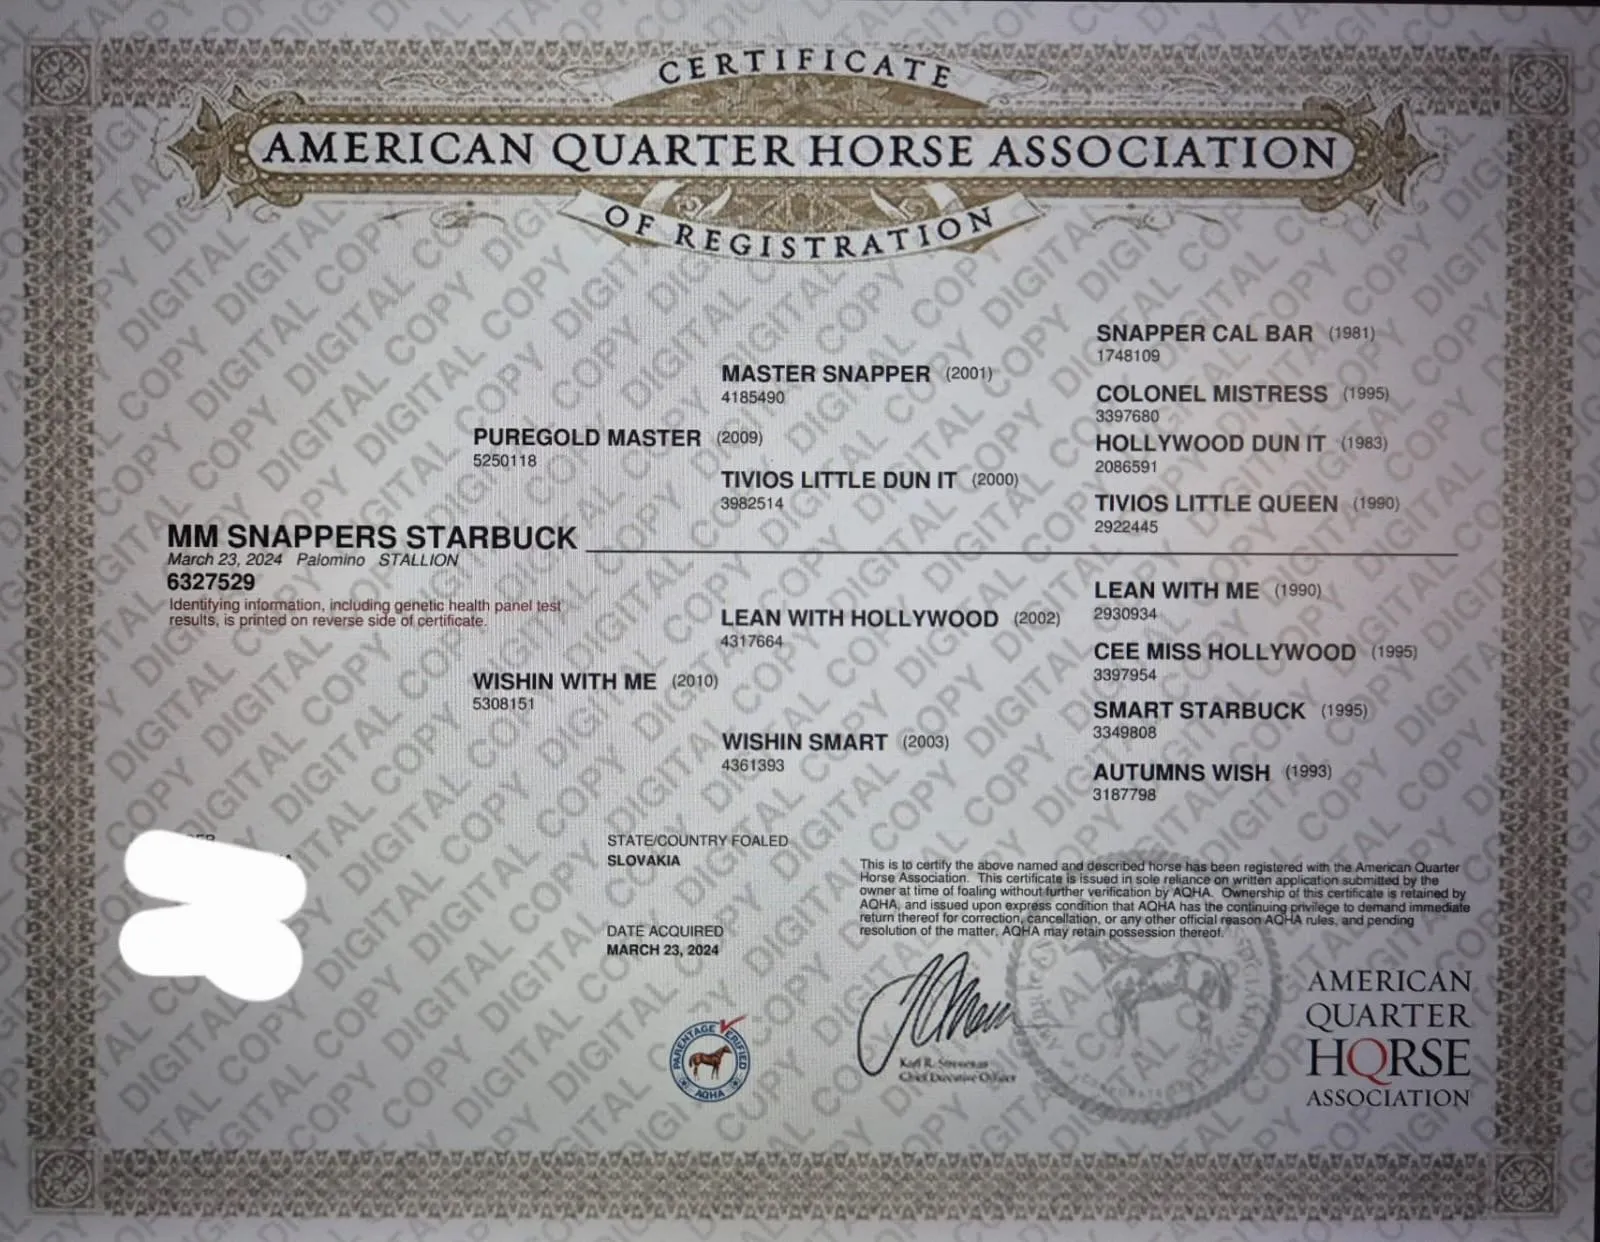 CERTIFICATE
AMERICAN QUARTER HORSE ASSOCIATION
OF REGISTRATION
SNAPPER CAL BAR (1981)
1748109
MASTER SNAPPER (2001)
4185490
COLONEL MISTRESS (1995)
3397680
PUREGOLD MASTER (2009)
5250118
HOLLYWOOD DUN IT (1983)
2086591
TIVIOS LITTLE DUN IT (2000)
3982514
TIVIOS LITTLE QUEEN (1990)
2922445
MM SNAPPERS STARBUCK
March 23, 2024 Palomino STALLION
6327529
Identifying information, including genetic health panel test
results, is printed on reverse side of certificate.
LEAN WITH ME (1990)
2930934
LEAN WITH HOLLYWOOD (2002)
4317664
CEE MISS HOLLYWOOD (1995)
3397954
WISHIN WITH ME (2010)
5308151
SMART STARBUCK (1995)
3349808
WISHIN SMART (2003)
4361393
AUTUMNS WISH (1993)
3187798
STATE/COUNTRY FOALED
SLOVAKIA
DATE ACQUIRED
MARCH 23, 2024
This is to certify the above named and described horse has been registered with the American Quarter
Horse Association. This certificate is issued in sole reliance on written application submitted by the
owner at time of foaling without further verification by AQHA. Ownership of this certificate is retained by
AQHA, and issued upon express condition that AQHA has the continuing privilege to demand immediate
return thereof for correction, cancellation, or any other official reason AQHA rules, and pending
resolution of the matter, AQHA may retain possession thereof.
PARENTAGE VERIFIED
AQHA
Chief Executive Officer
AMERICAN
QUARTER
HORSE
ASSOCIATION
DIGITAL COPY